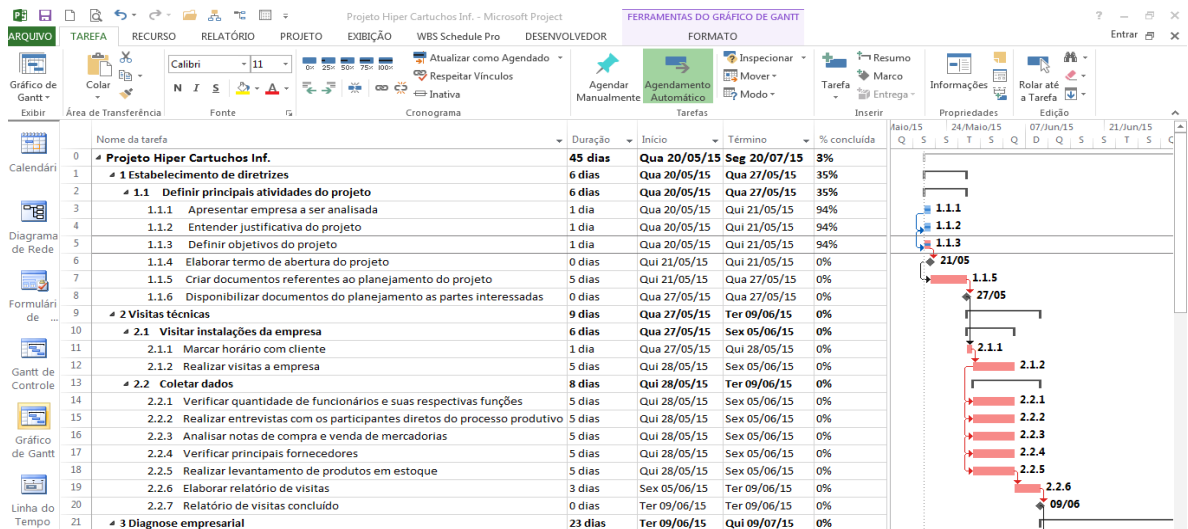 Projeto Hiper Cartuchos Inf. - Microsoft Project
FERRAMENTAS DO GRÁFICO DE GANTT
ARQUIVO TAREFA RECURSO RELATÓRIO PROJETO EXIBIÇÃO WBS Schedule Pro DESENVOLVEDOR FORMATO Entrar
Gráfico de Gantt
Exibir
Colar
Área de Transferência
Calibri 11
N I S
Fonte
0% 25% 50% 75% 100%
Atualizar como Agendado
Respeitar Vínculos
Inativa
Cronograma
Agendar Manualmente
Agendamento Automático
Inspecionar
Mover
Modo
Tarefas
Tarefa
Resumo
Marco
Entrega
Inserir
Informações
Propriedades
Rolar até a Tarefa
Edição
Calendári
Diagrama de Rede
Formulári de ...
Gantt de Controle
Gráfico de Gantt
Linha do Tempo
Nome da tarefa Duração Início Término % concluída
0 Projeto Hiper Cartuchos Inf. 45 dias Qua 20/05/15 Seg 20/07/15 3%
1 1 Estabelecimento de diretrizes 6 dias Qua 20/05/15 Qua 27/05/15 35%
2 1.1 Definir principais atividades do projeto 6 dias Qua 20/05/15 Qua 27/05/15 35%
3 1.1.1 Apresentar empresa a ser analisada 1 dia Qua 20/05/15 Qui 21/05/15 94%
4 1.1.2 Entender justificativa do projeto 1 dia Qua 20/05/15 Qui 21/05/15 94%
5 1.1.3 Definir objetivos do projeto 1 dia Qua 20/05/15 Qui 21/05/15 94%
6 1.1.4 Elaborar termo de abertura do projeto 0 dias Qui 21/05/15 Qui 21/05/15 0%
7 1.1.5 Criar documentos referentes ao planejamento do projeto 5 dias Qui 21/05/15 Qua 27/05/15 0%
8 1.1.6 Disponibilizar documentos do planejamento as partes interessadas 0 dias Qua 27/05/15 Qua 27/05/15 0%
9 2 Visitas técnicas 9 dias Qua 27/05/15 Ter 09/06/15 0%
10 2.1 Visitar instalações da empresa 6 dias Qua 27/05/15 Sex 05/06/15 0%
11 2.1.1 Marcar horário com cliente 1 dia Qua 27/05/15 Qui 28/05/15 0%
12 2.1.2 Realizar visitas a empresa 5 dias Qui 28/05/15 Sex 05/06/15 0%
13 2.2 Coletar dados 8 dias Qui 28/05/15 Ter 09/06/15 0%
14 2.2.1 Verificar quantidade de funcionários e suas respectivas funções 5 dias Qui 28/05/15 Sex 05/06/15 0%
15 2.2.2 Realizar entrevistas com os participantes diretos do processo produtivo 5 dias Qui 28/05/15 Sex 05/06/15 0%
16 2.2.3 Analisar notas de compra e venda de mercadorias 5 dias Qui 28/05/15 Sex 05/06/15 0%
17 2.2.4 Verificar principais fornecedores 5 dias Qui 28/05/15 Sex 05/06/15 0%
18 2.2.5 Realizar levantamento de produtos em estoque 5 dias Qui 28/05/15 Sex 05/06/15 0%
19 2.2.6 Elaborar relatório de visitas 3 dias Sex 05/06/15 Ter 09/06/15 0%
20 2.2.7 Relatório de visitas concluído 0 dias Ter 09/06/15 Ter 09/06/15 0%
21 3 Diagnose empresarial 23 dias Ter 09/06/15 Qui 09/07/15 0%
Maio/15 24/Maio/15 07/Jun/15 21/Jun/15
Q S S T S Q D Q S S T S Q
1.1.1
1.1.2
1.1.3
21/05
1.1.5
27/05
2.1.1
2.1.2
2.2.1
2.2.2
2.2.3
2.2.4
2.2.5
2.2.6
09/06